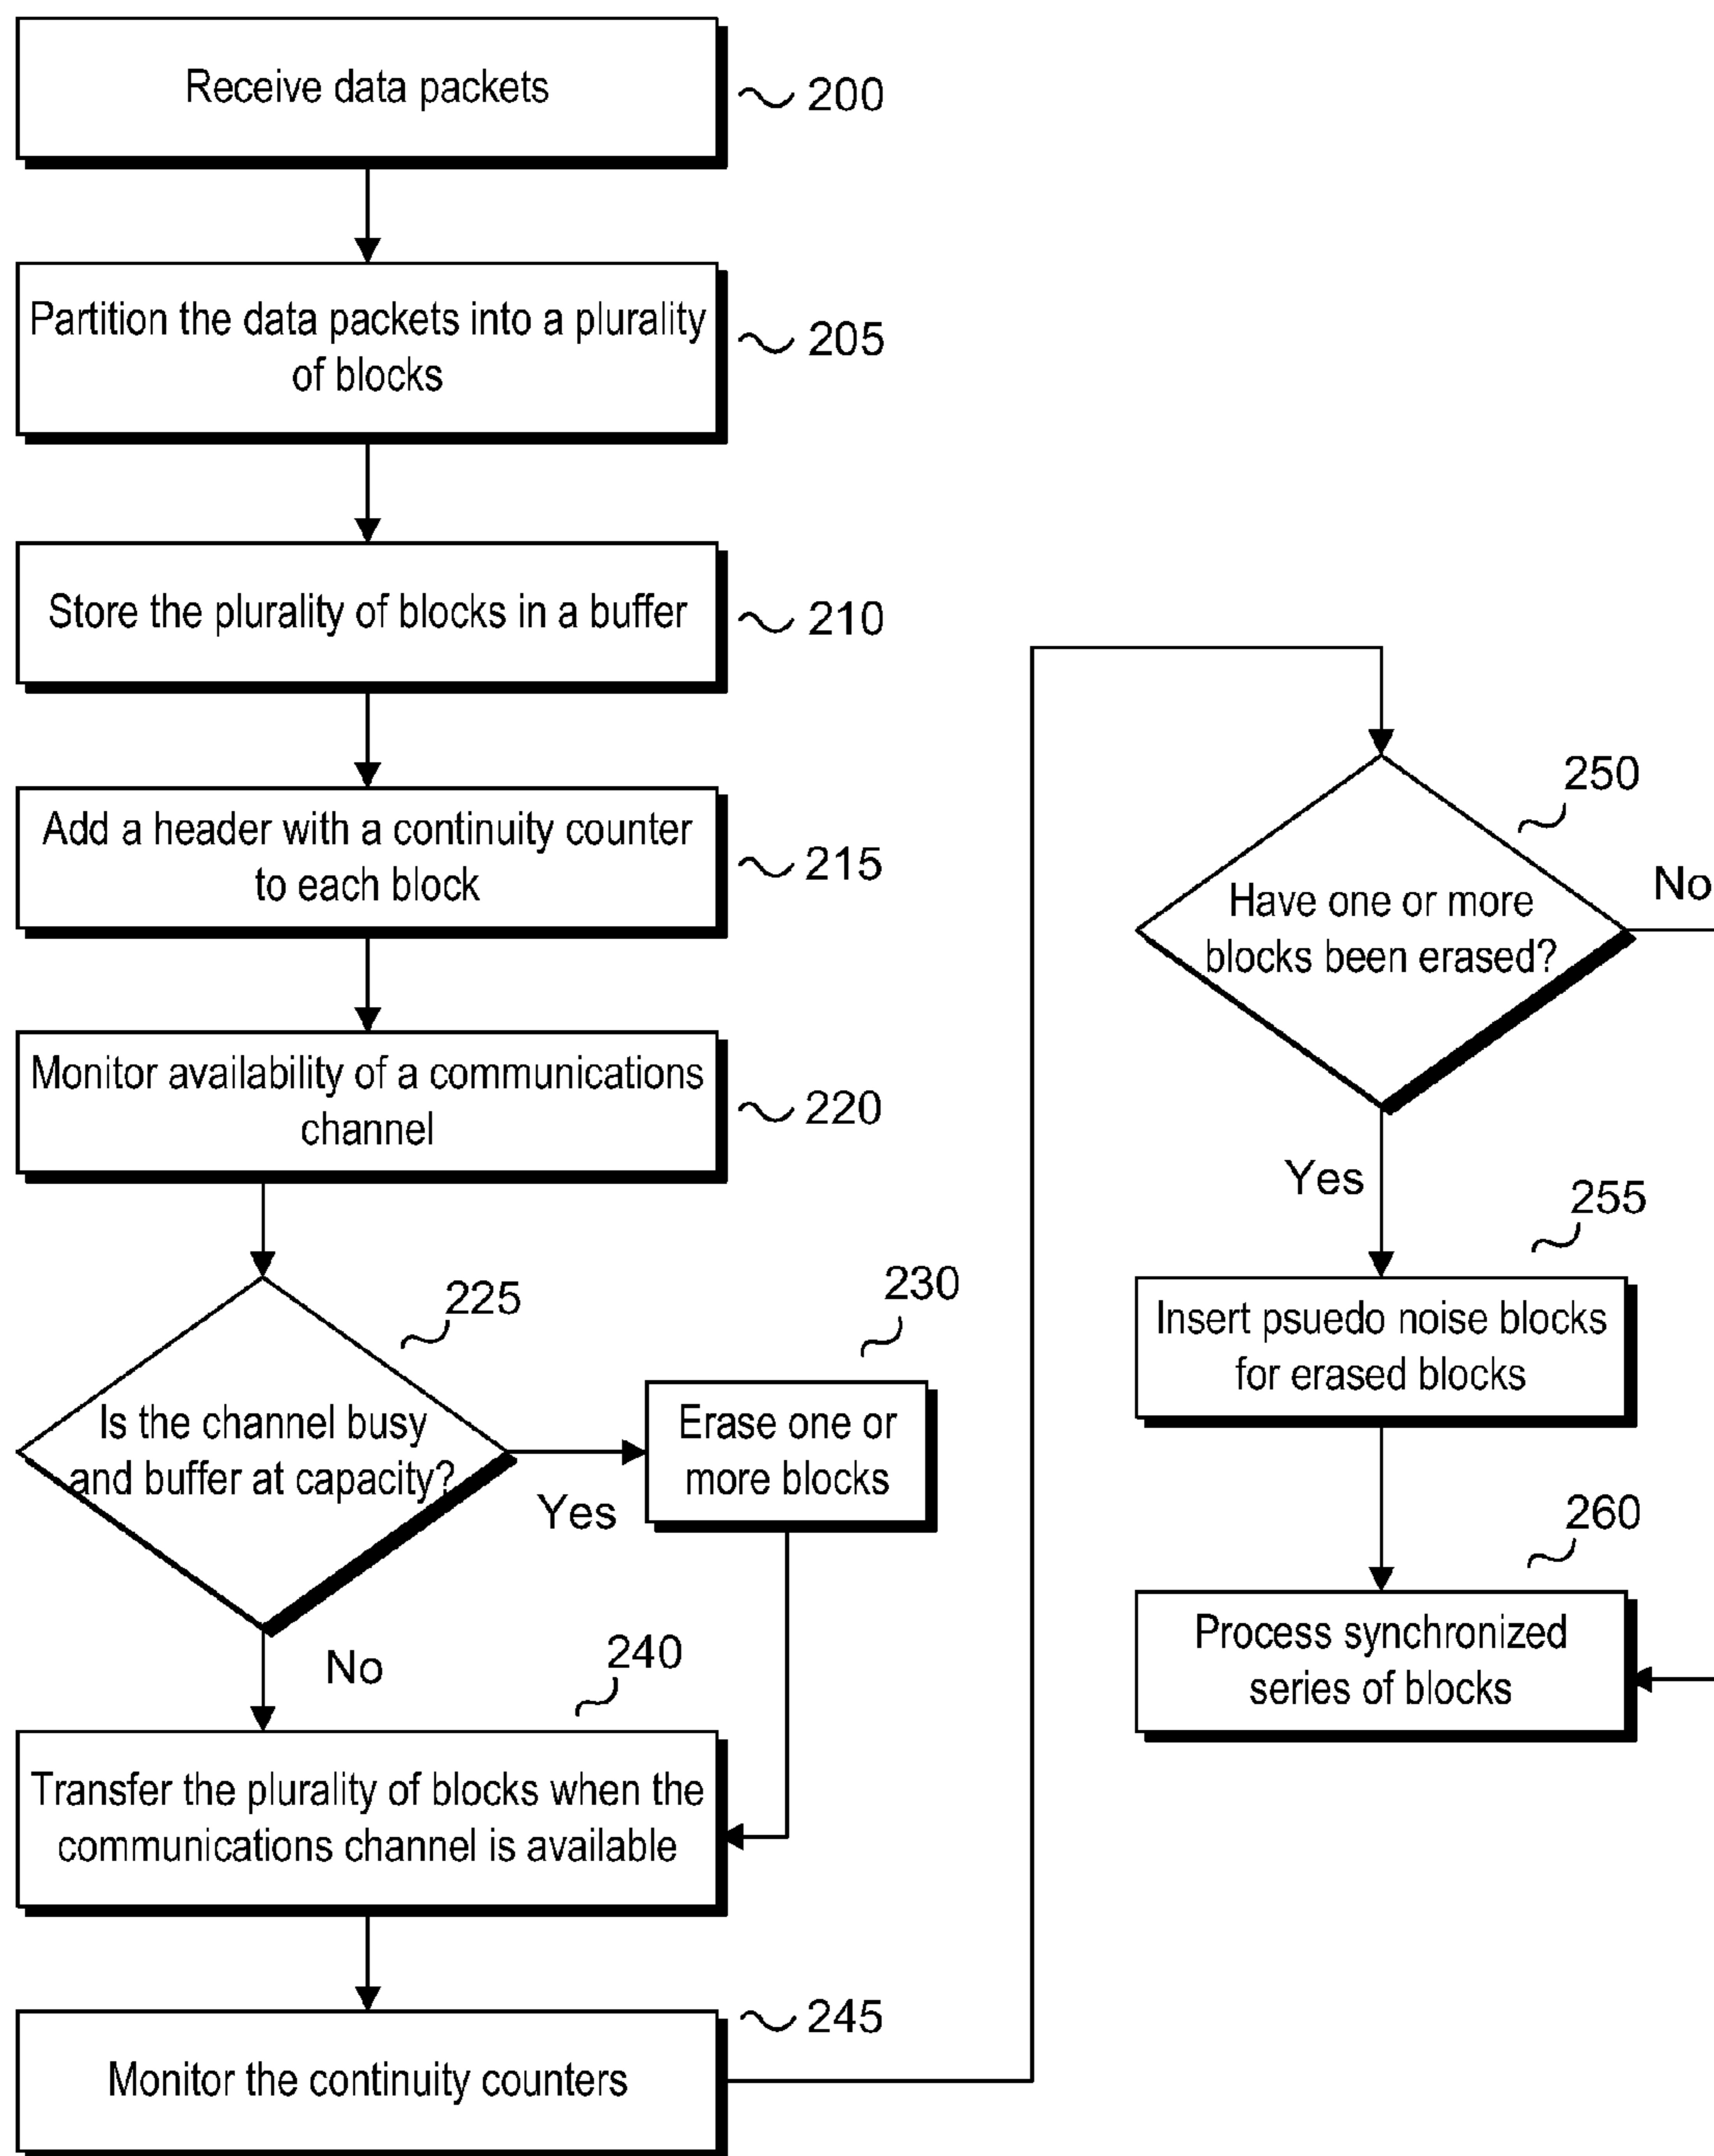 Receive data packets
200
Partition the data packets into a plurality
of blocks
205
Store the plurality of blocks in a buffer
210
Add a header with a continuity counter
to each block
215
Monitor availability of a communications
channel
220
225
Is the channel busy
and buffer at capacity?
Yes
No
230
Erase one or
more blocks
240
Transfer the plurality of blocks when the
communications channel is available
245
Monitor the continuity counters
250
Have one or more
blocks been erased?
No
Yes
255
Insert psuedo noise blocks
for erased blocks
260
Process synchronized
series of blocks